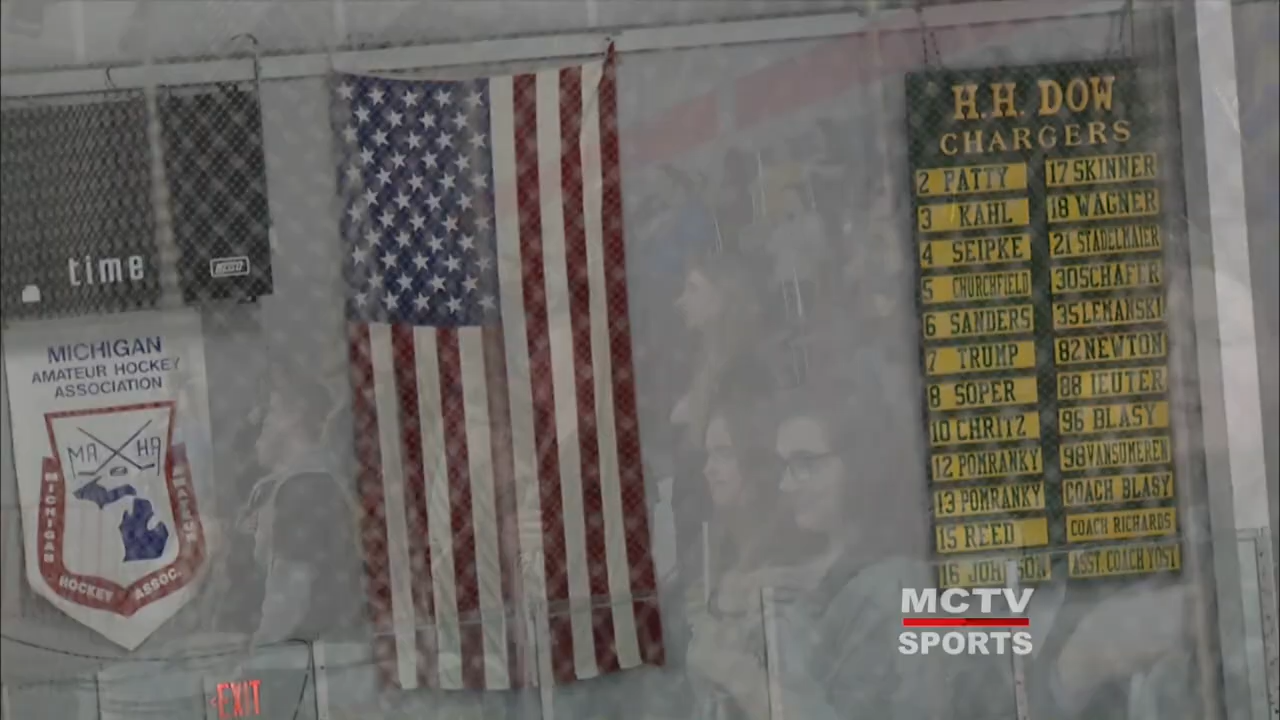 time
MICHIGAN
AMATEUR HOCKEY
ASSOCIATION
MA HA
MICHIGAN
AMATEUR
HOCKEY ASSOC.
EXIT
H.H. DOW
CHARGERS
2 FATTY
3 KAHL
4 SEIPKE
5 CHURCHFIELD
6 SANDERS
7 TRUMP
8 SOPER
10 CHRITZ
12 POMRANKY
13 POMRANKY
15 REED
16 JOHNSON
17 SKINNER
18 WAGNER
21 STADELMAIER
30 SCHAFER
35 LEMANSKI
82 NEWTON
88 IEUTER
96 BLASY
98 VANSUMEREN
COACH BLASY
COACH RICHARDS
ASST. COACH YOST
MCTV
SPORTS